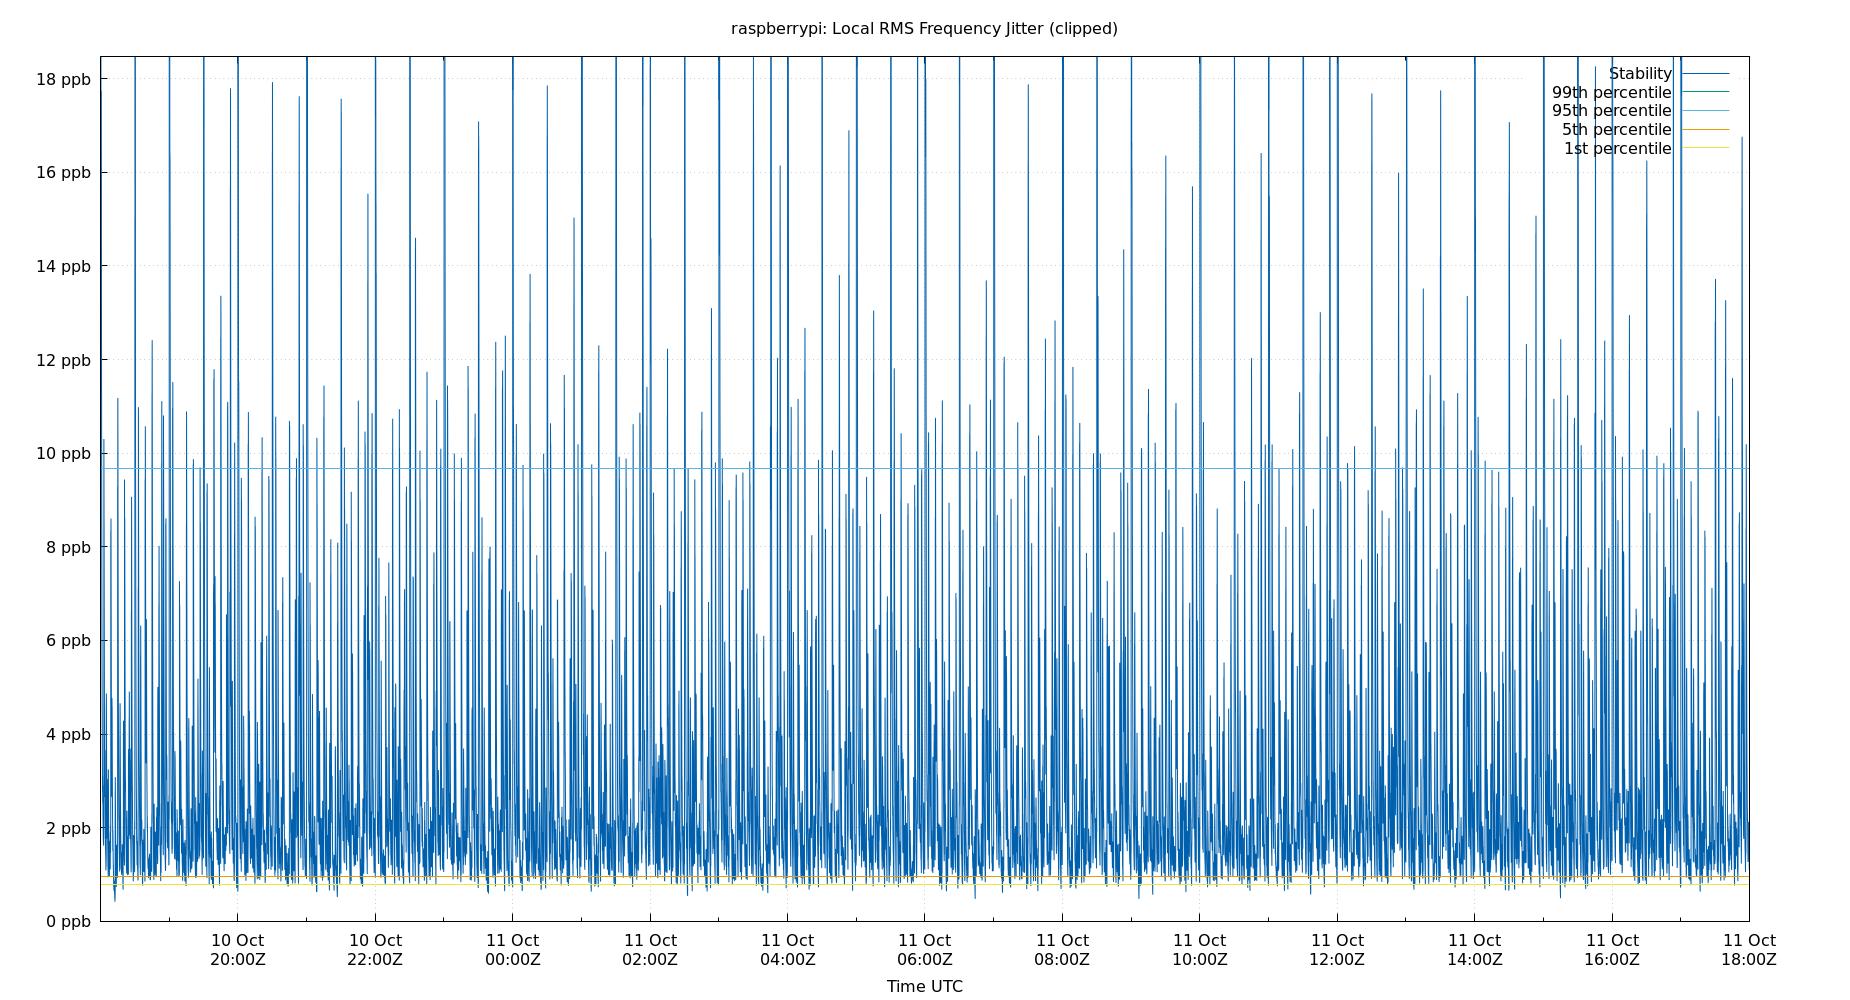 raspberrypi: Local RMS Frequency Jitter (clipped)
18 ppb
16 ppb
14 ppb
12 ppb
10 ppb
8 ppb
6 ppb
4 ppb
2 ppb
0 ppb
Stability
99th percentile
95th percentile
5th percentile
1st percentile
10 Oct 10 Oct 11 Oct 11 Oct 11 Oct 11 Oct 11 Oct 11 Oct 11 Oct 11 Oct 11 Oct 11 Oct
20:00Z 22:00Z 00:00Z 02:00Z 04:00Z 06:00Z 08:00Z 10:00Z 12:00Z 14:00Z 16:00Z 18:00Z
Time UTC